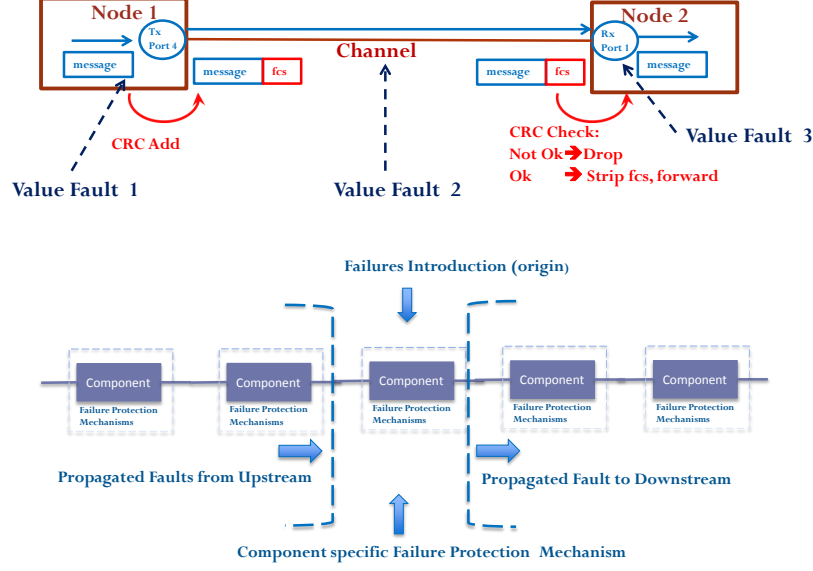 Node 1
Node 2
Tx
Port 4
Rx
Port 1
Channel
message
message fcs
message fcs
message
CRC Add
CRC Check:
Not Ok → Drop
Ok → Strip fcs, forward
Value Fault 1
Value Fault 2
Value Fault 3
Failures Introduction (origin)
Component
Component
Component
Component
Component
Failure Protection
Mechanisms
Failure Protection
Mechanisms
Failure Protection
Mechanisms
Failure Protection
Mechanisms
Failure Protection
Mechanisms
Propagated Faults from Upstream
Propagated Fault to Downstream
Component specific Failure Protection Mechanism